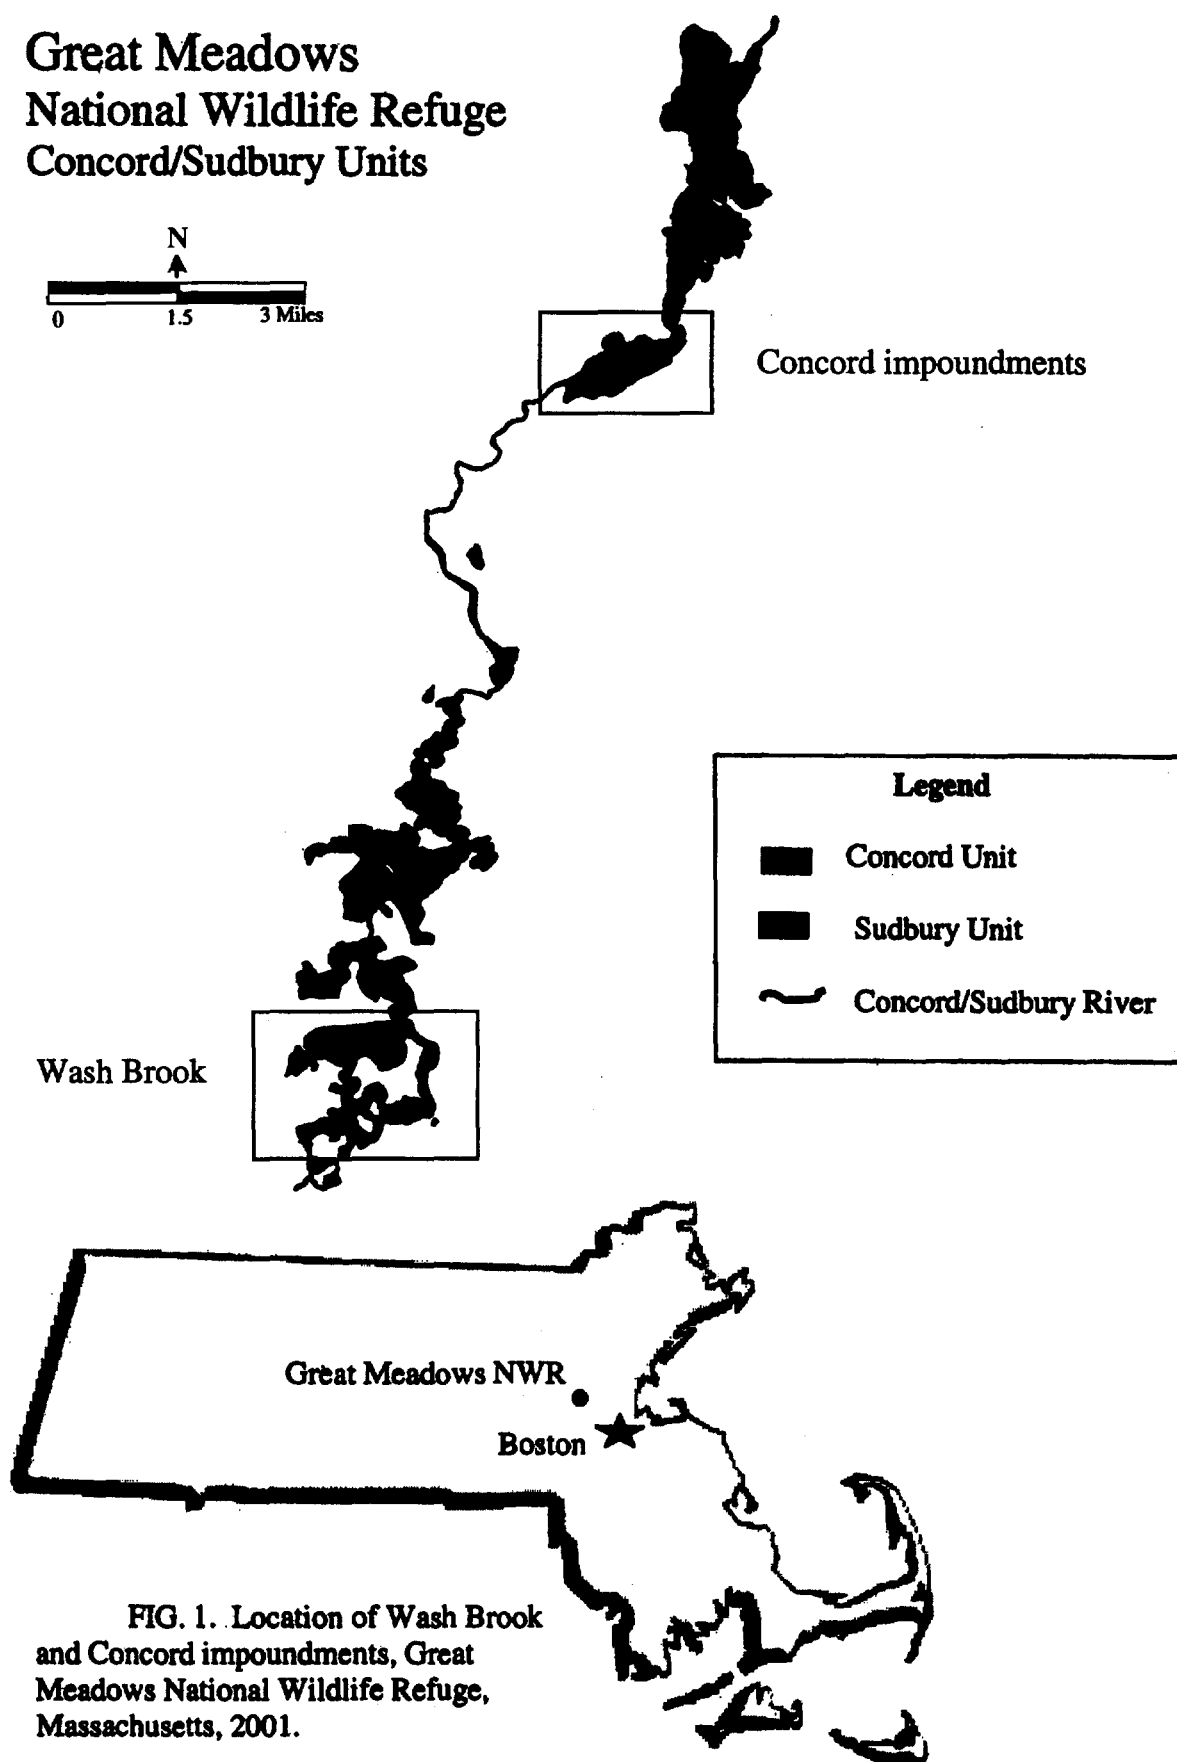 Great Meadows
National Wildlife Refuge
Concord/Sudbury Units
N
0 1.5 3 Miles
Concord impoundments
Legend
Concord Unit
Sudbury Unit
Concord/Sudbury River
Wash Brook
Great Meadows NWR
Boston
FIG. 1. Location of Wash Brook
and Concord impoundments, Great
Meadows National Wildlife Refuge,
Massachusetts, 2001.